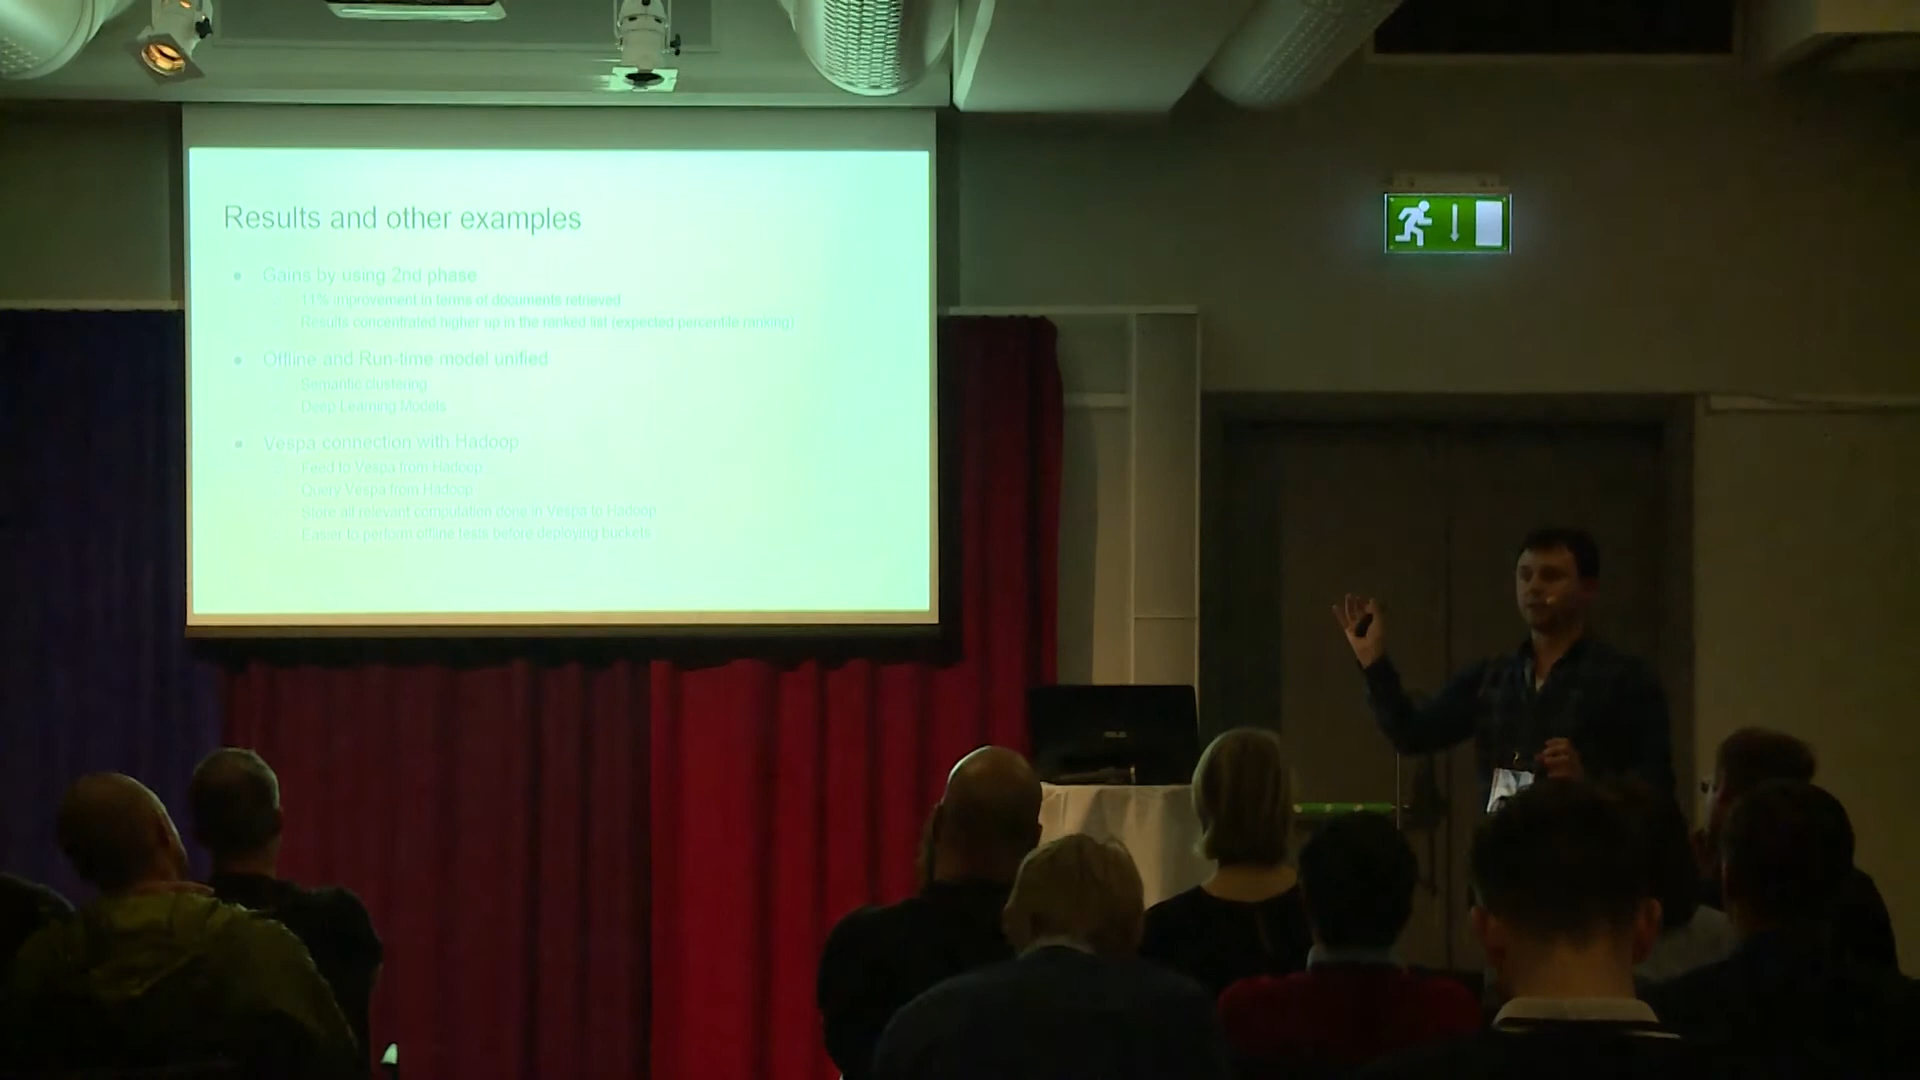 Results and other examples
● Gains by using 2nd phase
11% improvement in terms of documents retrieved
Results concentrated higher up in the ranked list (expected percentile ranking)
● Offline and Run-time model unified
Semantic clustering
Deep Learning Models
● Vespa connection with Hadoop
Feed to Vespa from Hadoop
Query Vespa from Hadoop
Store all relevant computation done in Vespa to Hadoop
Easier to perform offline tests before deploying buckets
ASUS